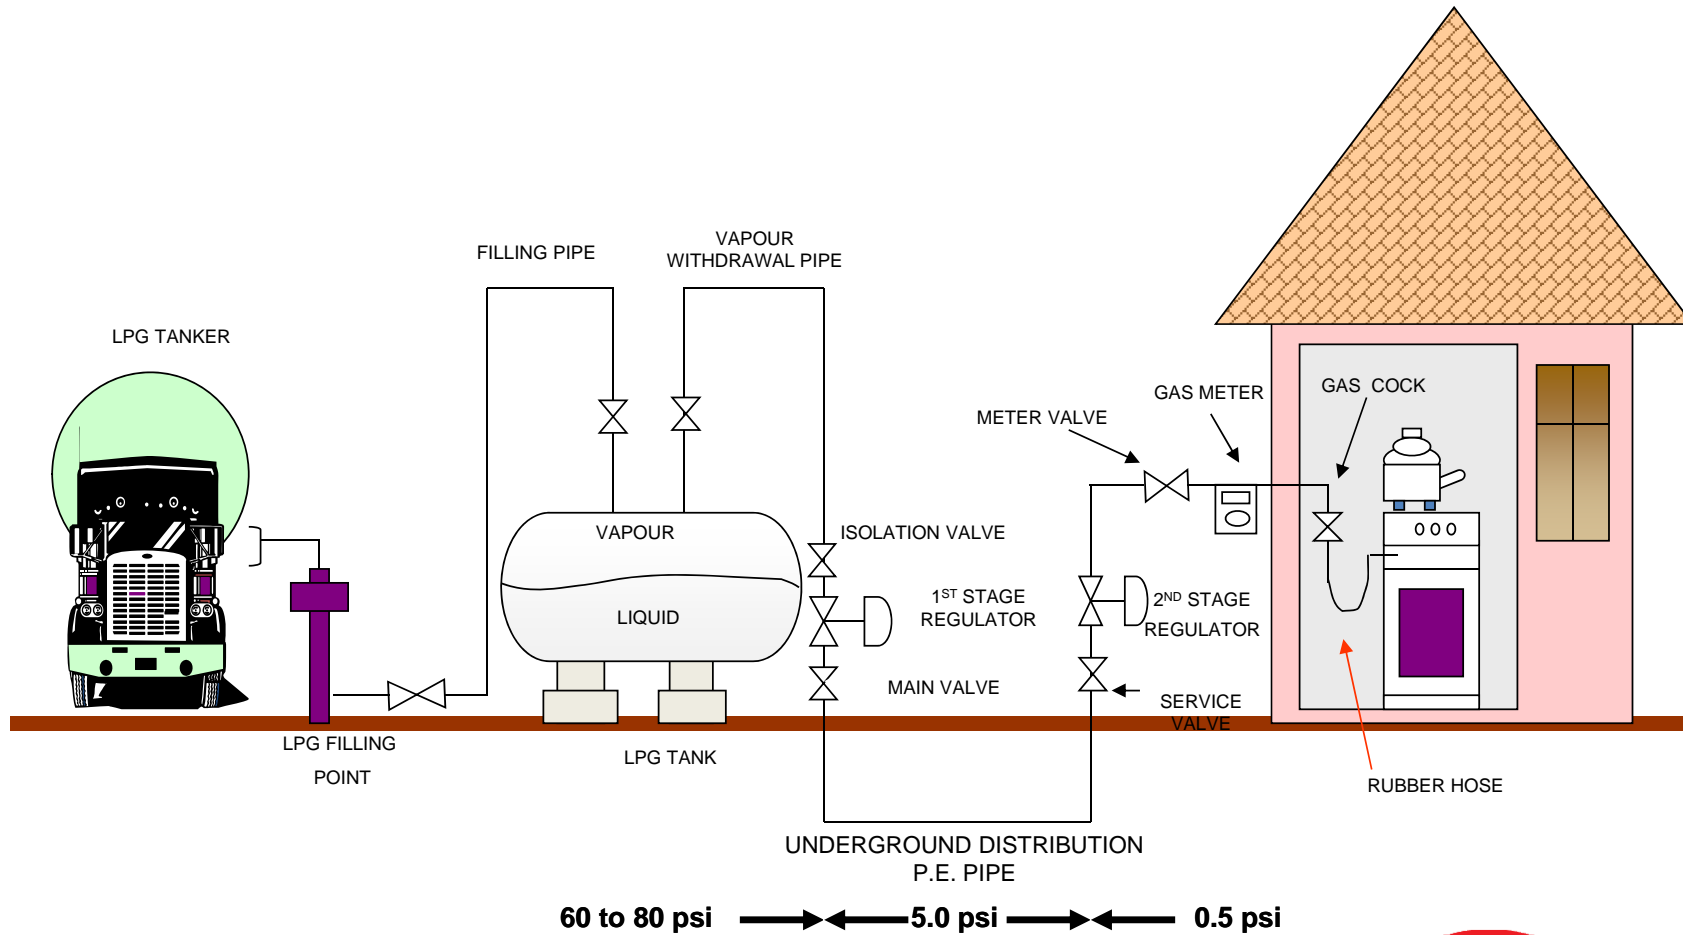 VAPOUR
WITHDRAWAL PIPE
FILLING PIPE
LPG TANKER
GAS METER
GAS COCK
METER VALVE
VAPOUR
ISOLATION VALVE
LIQUID
1ST STAGE
REGULATOR
2ND STAGE
REGULATOR
MAIN VALVE
SERVICE
VALVE
LPG FILLING
POINT
LPG TANK
RUBBER HOSE
UNDERGROUND DISTRIBUTION
P.E. PIPE
60 to 80 psi
5.0 psi
0.5 psi